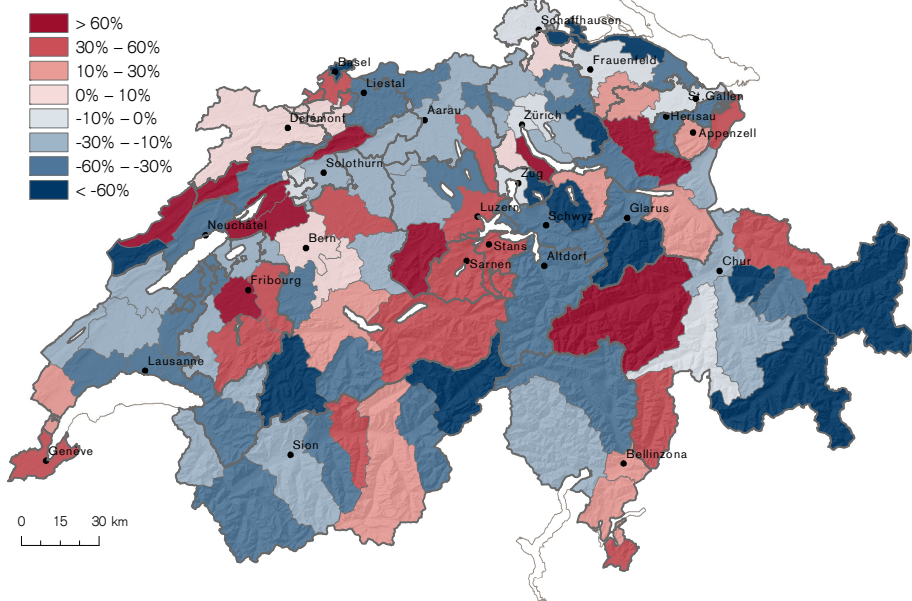 > 60%
30% – 60%
10% – 30%
0% – 10%
-10% – 0%
-30% – -10%
-60% – -30%
< -60%
Schaffhausen
Basel
Frauenfeld
Liestal
St.Gallen
Aarau
Zürich
Herisau
Delémont
Appenzell
Solothurn
Zug
Luzern
Schwyz
Glarus
Neuchâtel
Bern
Stans
Sarnen
Altdorf
Chur
Fribourg
Lausanne
Sion
Bellinzona
Genève
0 15 30 km